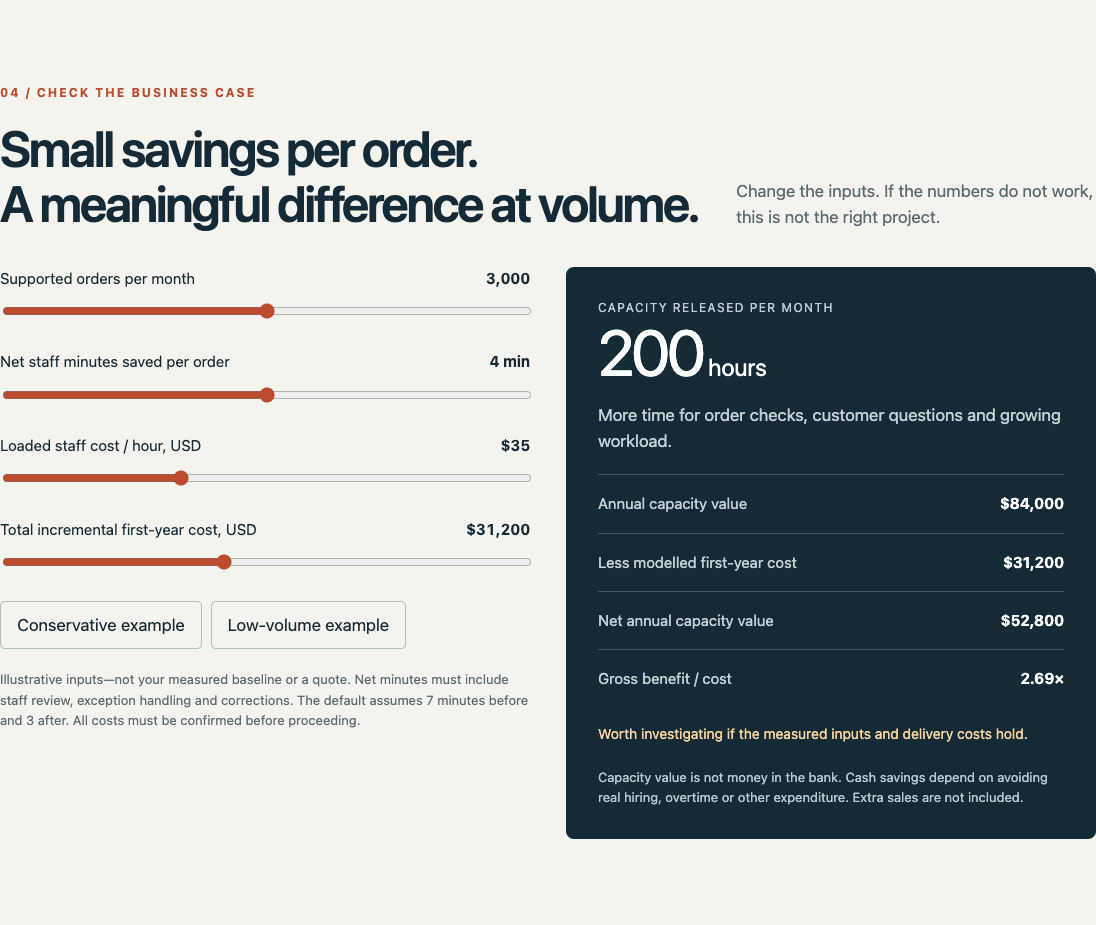 04 / CHECK THE BUSINESS CASE
Small savings per order.
A meaningful difference at volume.
Change the inputs. If the numbers do not work,
this is not the right project.
Supported orders per month 3,000
Net staff minutes saved per order 4 min
Loaded staff cost / hour, USD $35
Total incremental first-year cost, USD $31,200
Conservative example Low-volume example
Illustrative inputs—not your measured baseline or a quote. Net minutes must include
staff review, exception handling and corrections. The default assumes 7 minutes before
and 3 after. All costs must be confirmed before proceeding.
CAPACITY RELEASED PER MONTH
200 hours
More time for order checks, customer questions and growing
workload.
Annual capacity value $84,000
Less modelled first-year cost $31,200
Net annual capacity value $52,800
Gross benefit / cost 2.69×
Worth investigating if the measured inputs and delivery costs hold.
Capacity value is not money in the bank. Cash savings depend on avoiding
real hiring, overtime or other expenditure. Extra sales are not included.